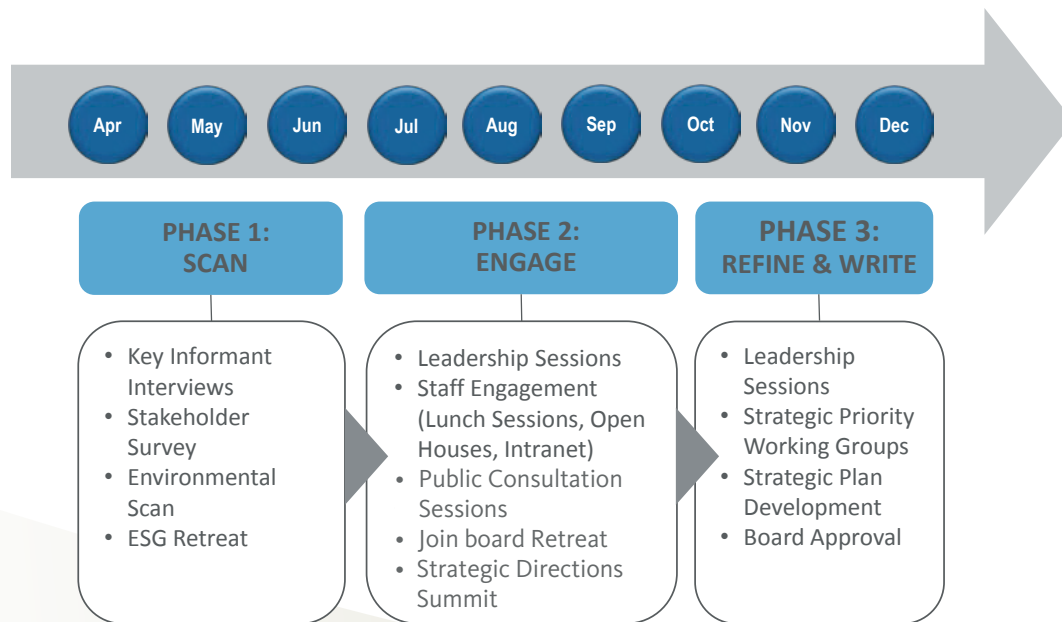 Apr May Jun Jul Aug Sep Oct Nov Dec
PHASE 1:
SCAN
PHASE 2:
ENGAGE
PHASE 3:
REFINE & WRITE
• Key Informant
Interviews
• Stakeholder
Survey
• Environmental
Scan
• ESG Retreat
• Leadership Sessions
• Staff Engagement
(Lunch Sessions, Open
Houses, Intranet)
• Public Consultation
Sessions
• Join board Retreat
• Strategic Directions
Summit
• Leadership
Sessions
• Strategic Priority
Working Groups
• Strategic Plan
Development
• Board Approval